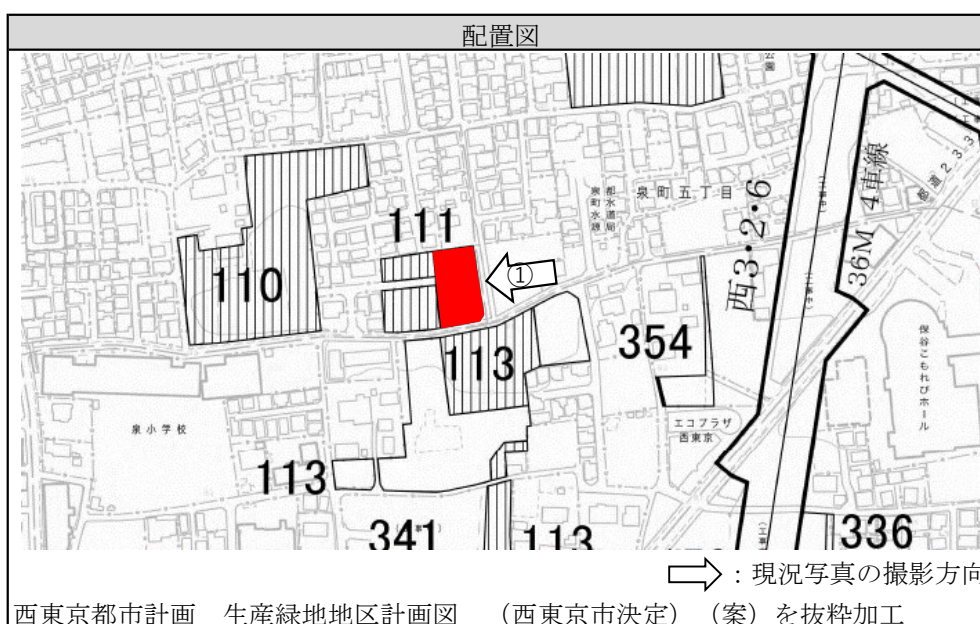 配置図
公園
111
①
110
泉町水道源
都水道局
泉町五丁目
西3・2・6
36M 4車線
113
354
泉小学校
エコプラザ
西東京
保谷こもれびホール
113
341
113
336
：現況写真の撮影方向
西東京都市計画　生産緑地地区計画図　（西東京市決定）（案）を抜粋加工